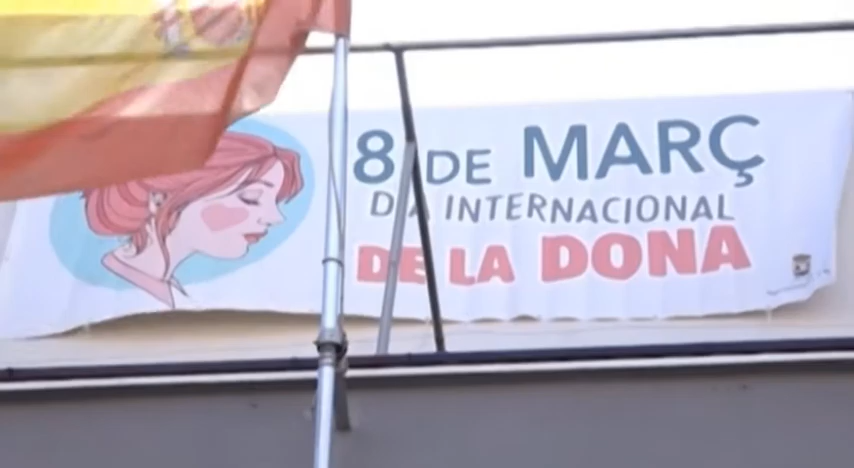 8 DE MARÇ
DIA INTERNACIONAL
DE LA DONA